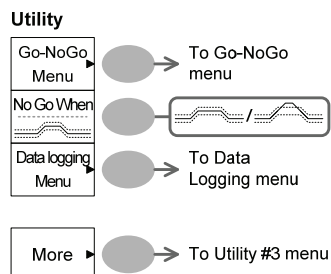 Utility
Go-NoGo
Menu
To Go-NoGo
menu
No Go When
/
Data logging
Menu
To Data
Logging menu
More
To Utility #3 menu